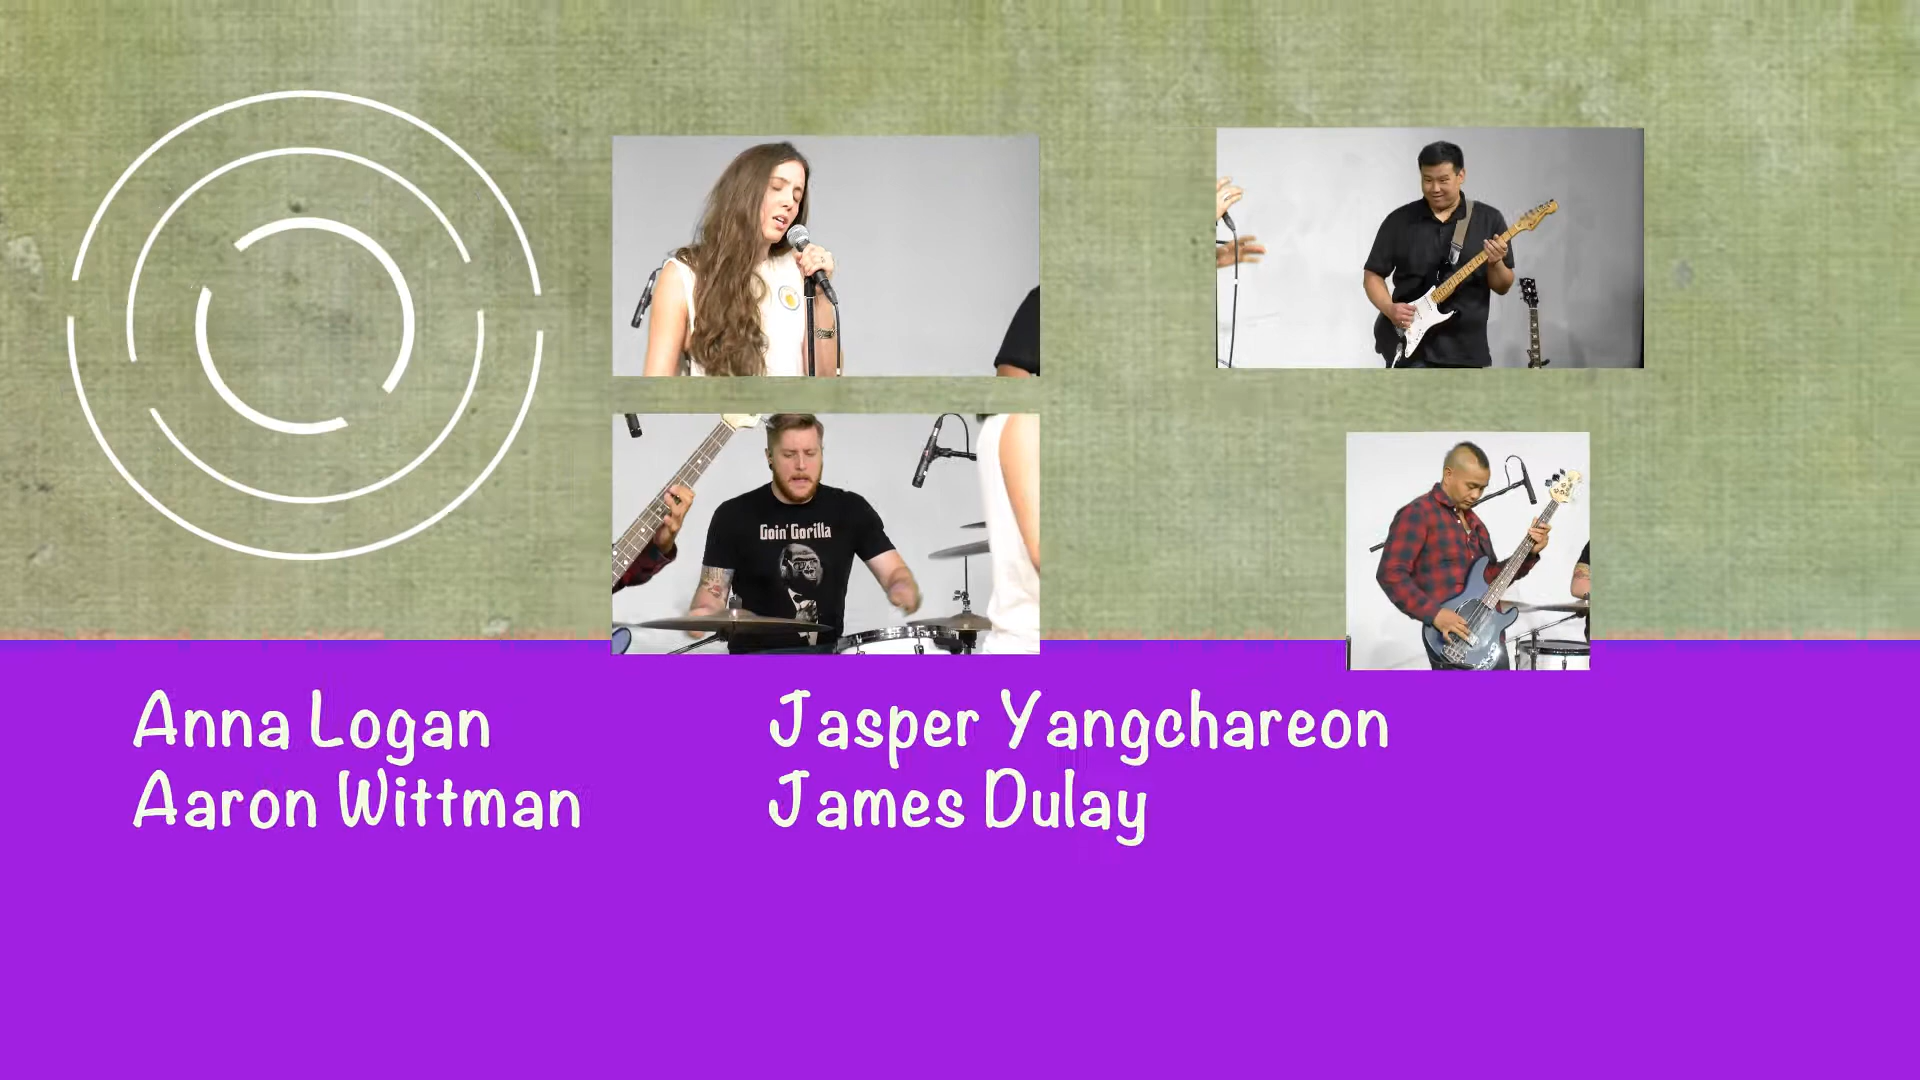 Goin' Gorilla
Anna Logan
Jasper Yangchareon
Aaron Wittman
James Dulay